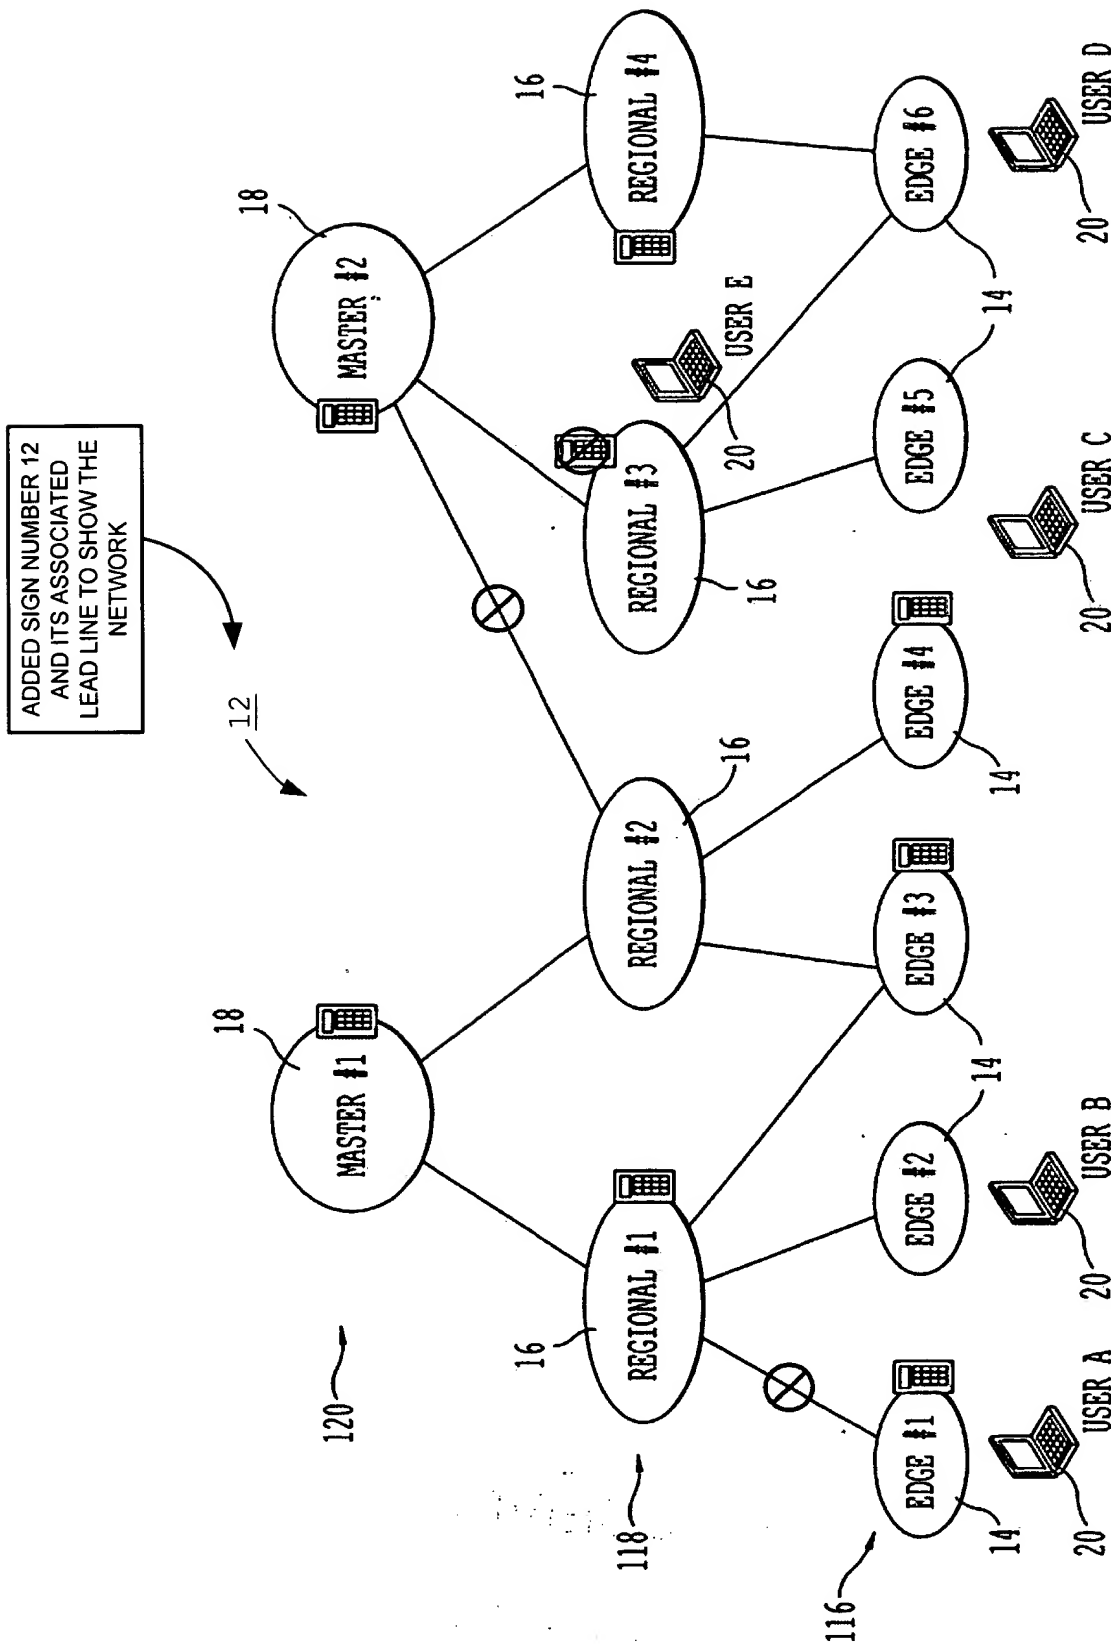 ADDED SIGN NUMBER 12
AND ITS ASSOCIATED
LEAD LINE TO SHOW THE
NETWORK
12
120
18
MASTER #1
18
MASTER #2
118
16
REGIONAL #1
REGIONAL #2
16
REGIONAL #3
16
16
REGIONAL #4
20
USER E
116
EDGE #1
14
EDGE #2
14
EDGE #3
EDGE #4
14
EDGE #5
14
EDGE #6
20
USER A
20
USER B
20
USER C
20
USER D